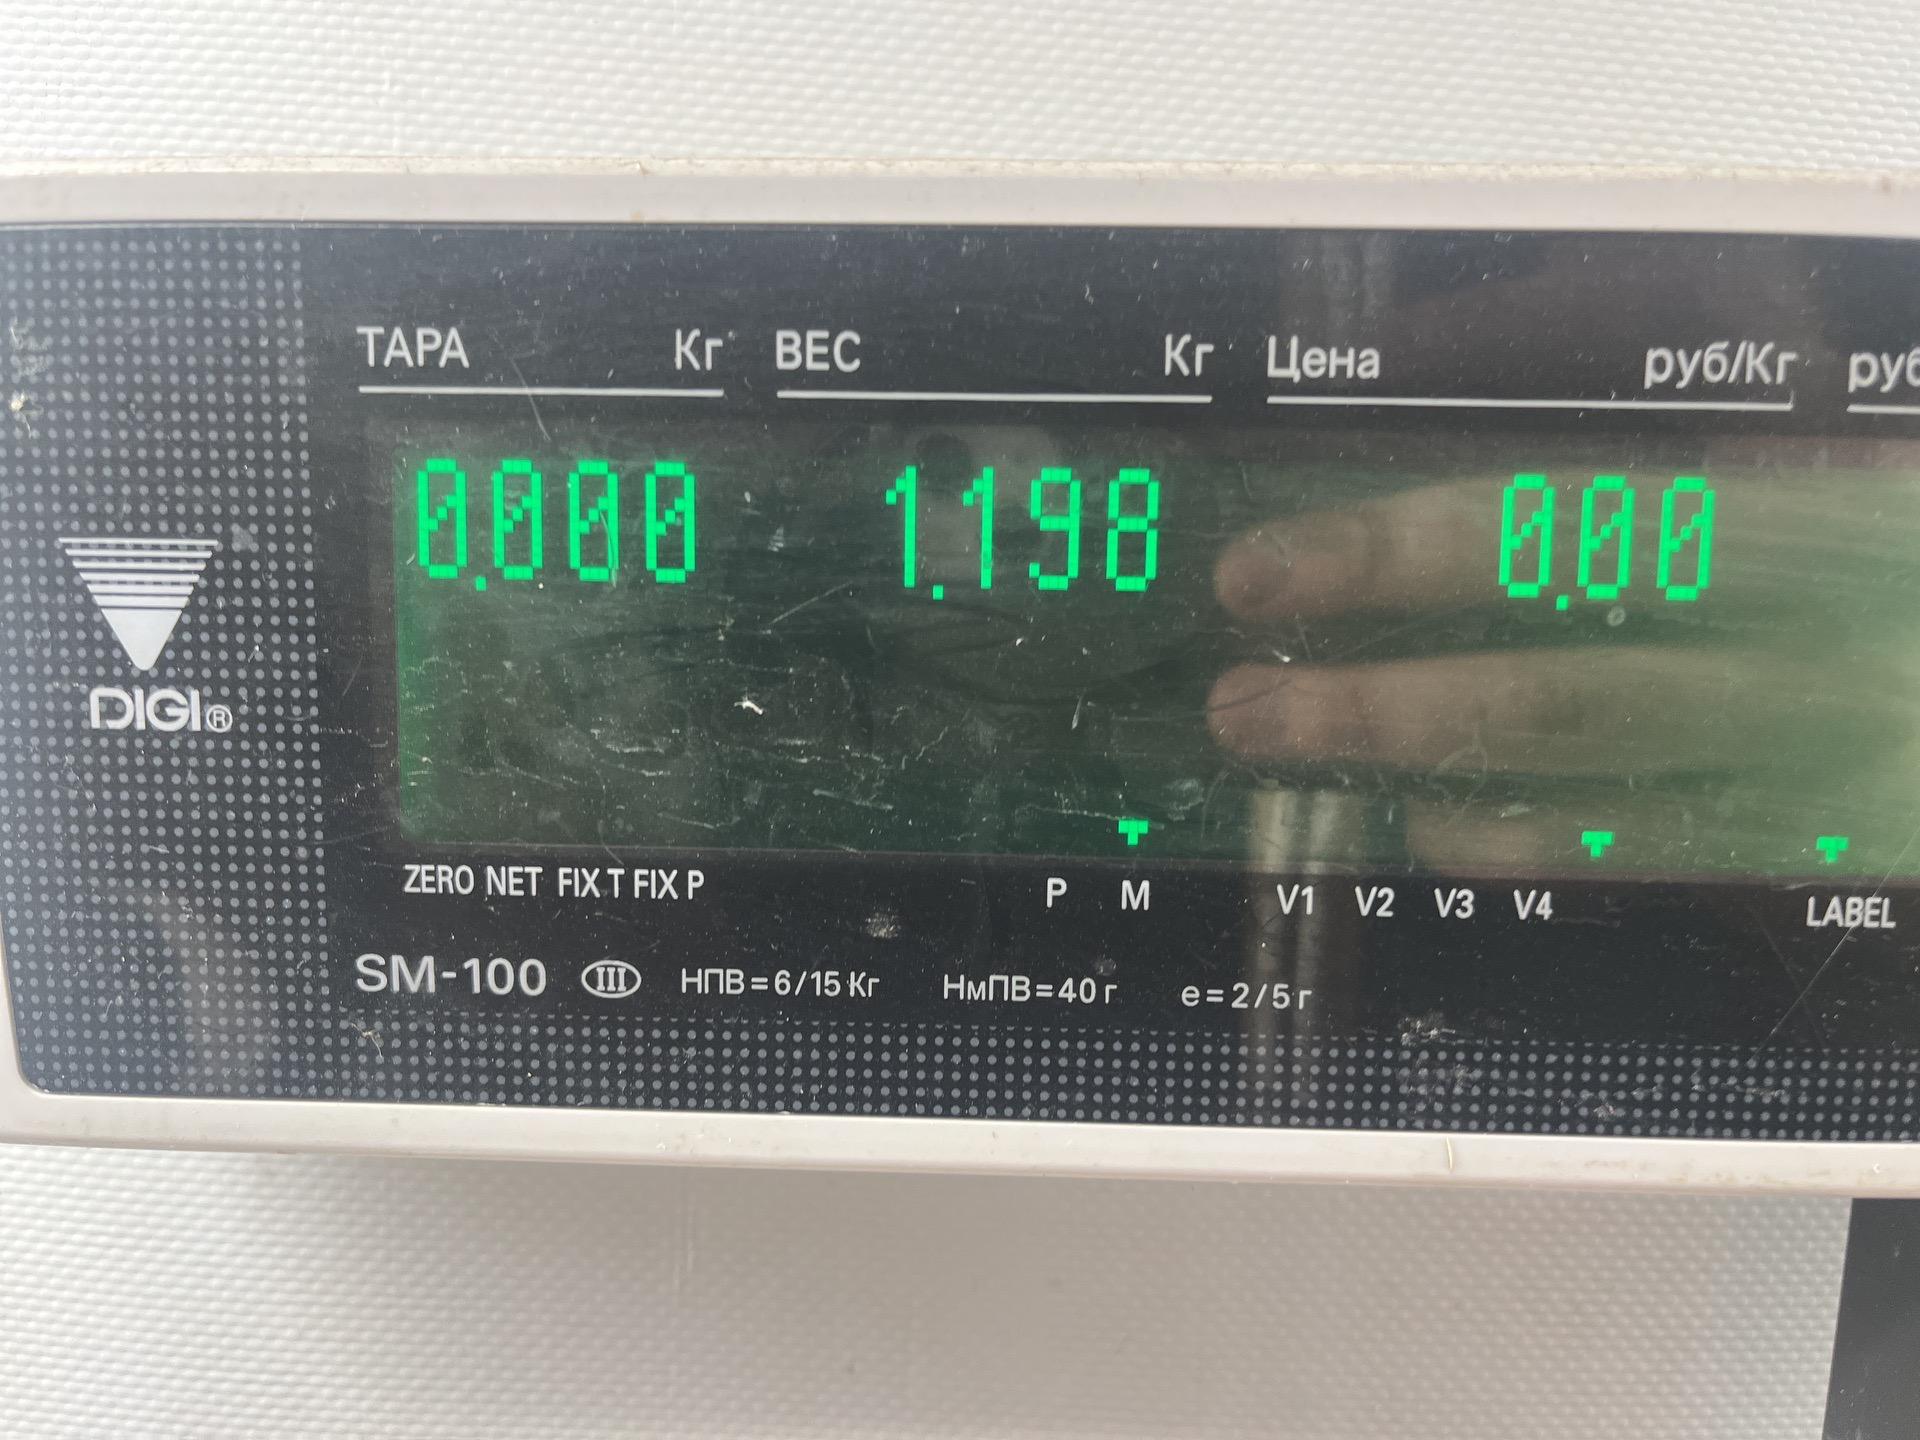 ТАРА Кг ВЕС Кг Цена руб/Кг руб
0.000 1.198 0.00
DIGI®
ZERO NET FIX T FIX P P M V1 V2 V3 V4 LABEL
SM-100 III НПВ=6/15 Кг НмПВ=40 г e=2/5 г